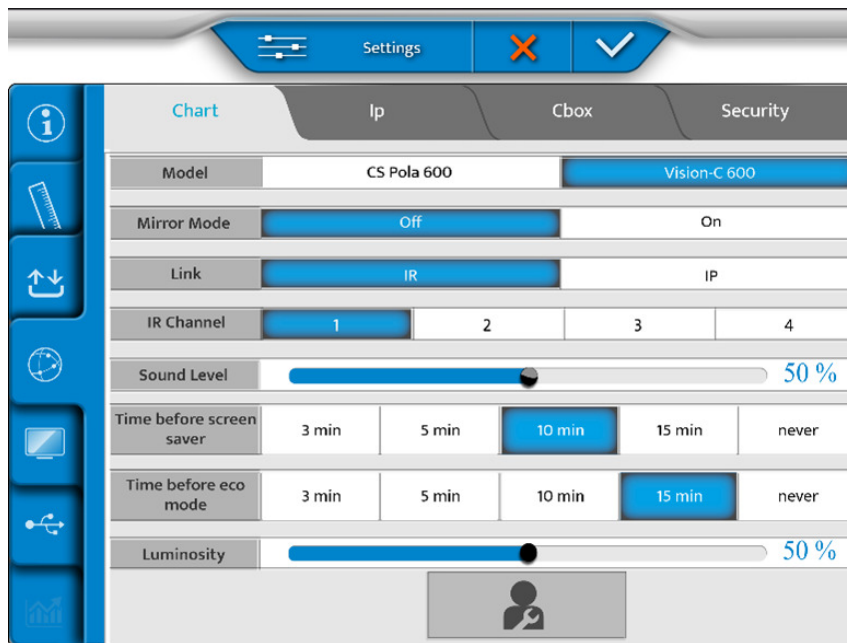 Settings
Chart Ip Cbox Security
Model CS Pola 600 Vision-C 600
Mirror Mode Off On
Link IR IP
IR Channel 1 2 3 4
Sound Level 50 %
Time before screen
saver 3 min 5 min 10 min 15 min never
Time before eco
mode 3 min 5 min 10 min 15 min never
Luminosity 50 %